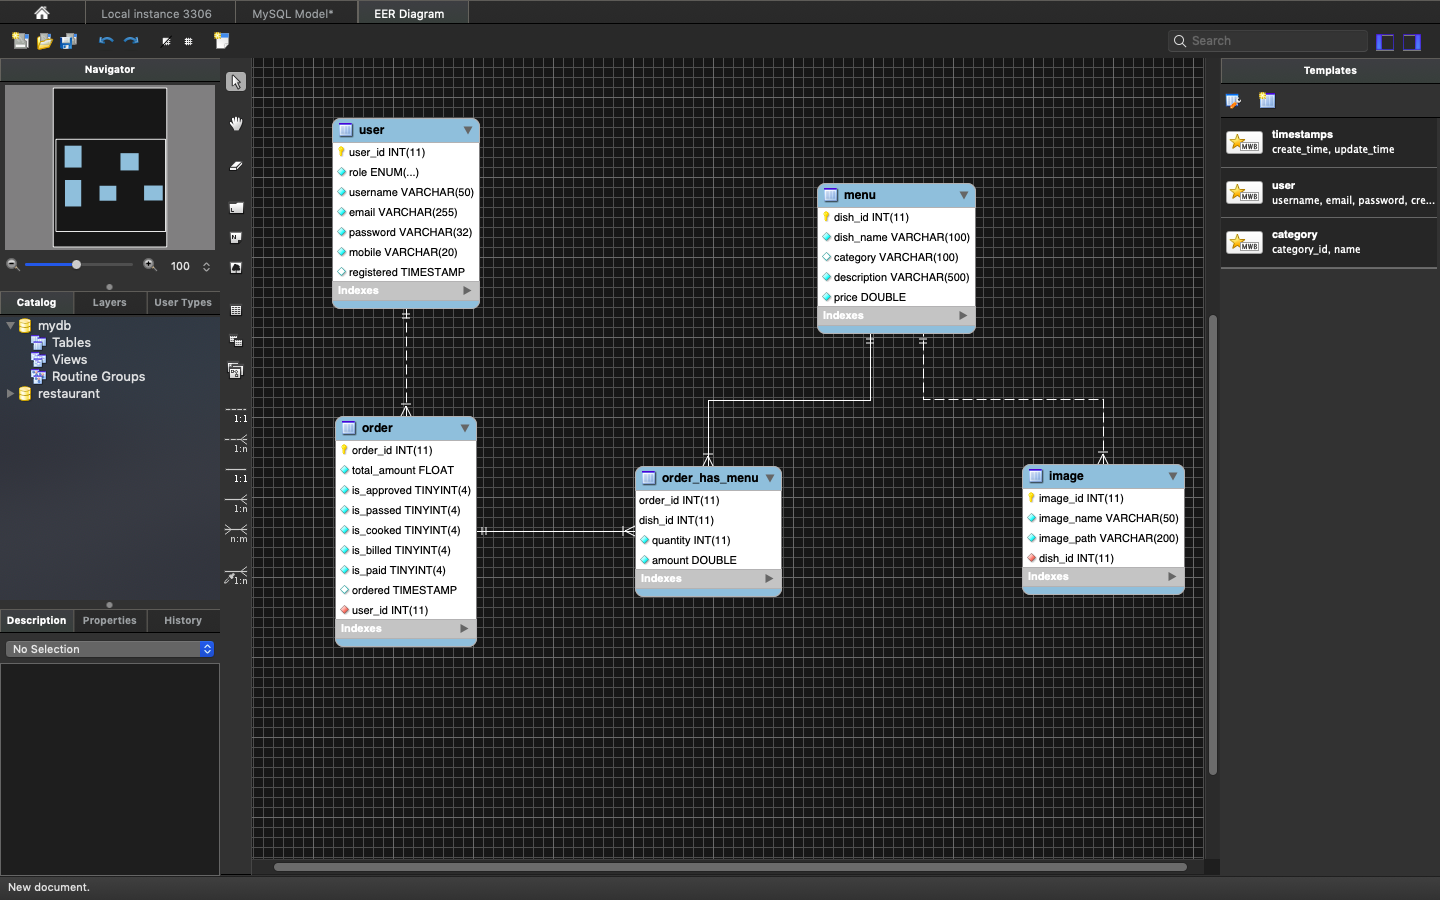 Local instance 3306
MySQL Model*
EER Diagram
Search
Navigator
100
Catalog
Layers
User Types
mydb
Tables
Views
Routine Groups
restaurant
Description
Properties
History
No Selection
1:1
1:n
1:1
1:n
n:m
1:n
user
user_id INT(11)
role ENUM(...)
username VARCHAR(50)
email VARCHAR(255)
password VARCHAR(32)
mobile VARCHAR(20)
registered TIMESTAMP
Indexes
menu
dish_id INT(11)
dish_name VARCHAR(100)
category VARCHAR(100)
description VARCHAR(500)
price DOUBLE
Indexes
order
order_id INT(11)
total_amount FLOAT
is_approved TINYINT(4)
is_passed TINYINT(4)
is_cooked TINYINT(4)
is_billed TINYINT(4)
is_paid TINYINT(4)
ordered TIMESTAMP
user_id INT(11)
Indexes
order_has_menu
order_id INT(11)
dish_id INT(11)
quantity INT(11)
amount DOUBLE
Indexes
image
image_id INT(11)
image_name VARCHAR(50)
image_path VARCHAR(200)
dish_id INT(11)
Indexes
Templates
MWB
timestamps
create_time, update_time
MWB
user
username, email, password, cre...
MWB
category
category_id, name
New document.